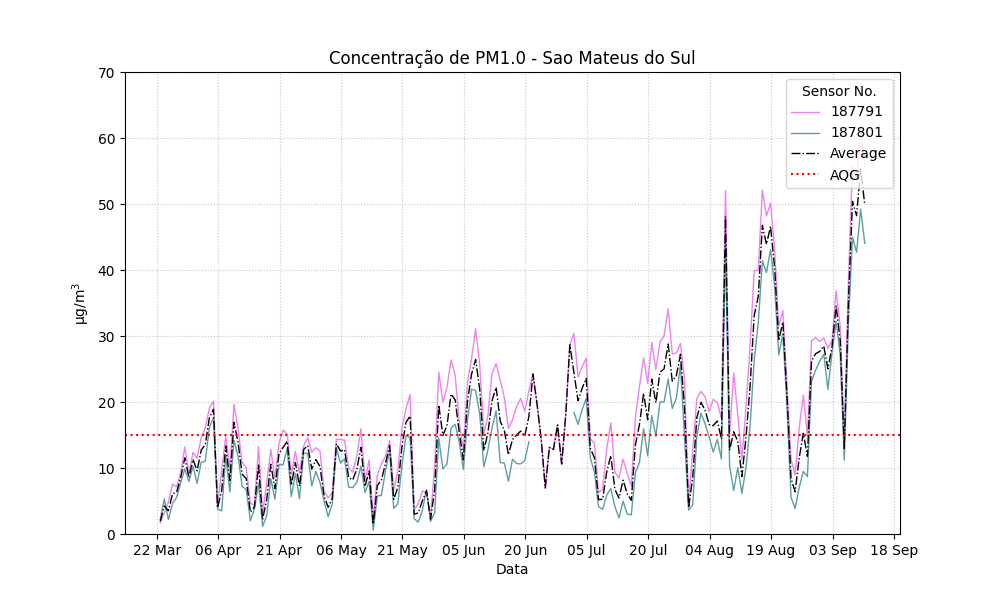 Concentração de PM1.0 - Sao Mateus do Sul
Sensor No.
187791
187801
Average
AQG
70
60
50
40
30
20
10
0
µg/m³
22 Mar 06 Apr 21 Apr 06 May 21 May 05 Jun 20 Jun 05 Jul 20 Jul 04 Aug 19 Aug 03 Sep 18 Sep
Data